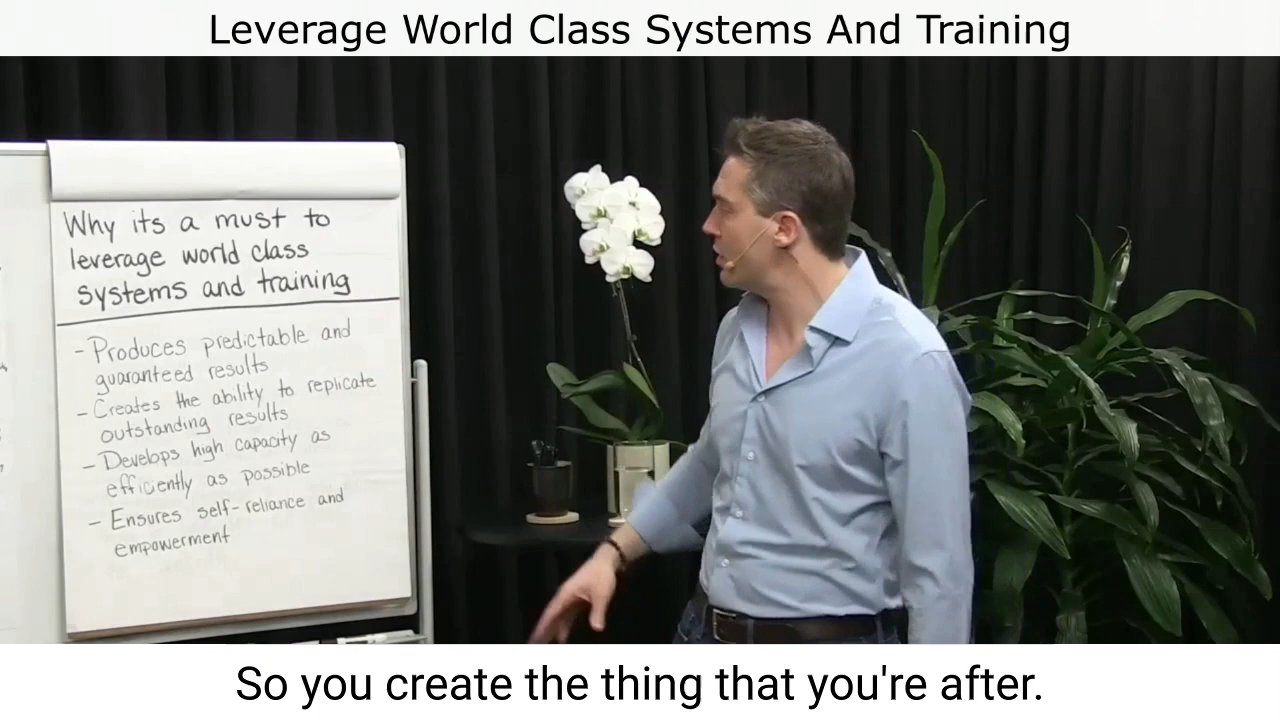 Leverage World Class Systems And Training
Why its a must to
leverage world class
systems and training
- Produces predictable and
guaranteed results
- Creates the ability to replicate
outstanding results
- Develops high capacity as
efficiently as possible
- Ensures self-reliance and
empowerment
So you create the thing that you're after.